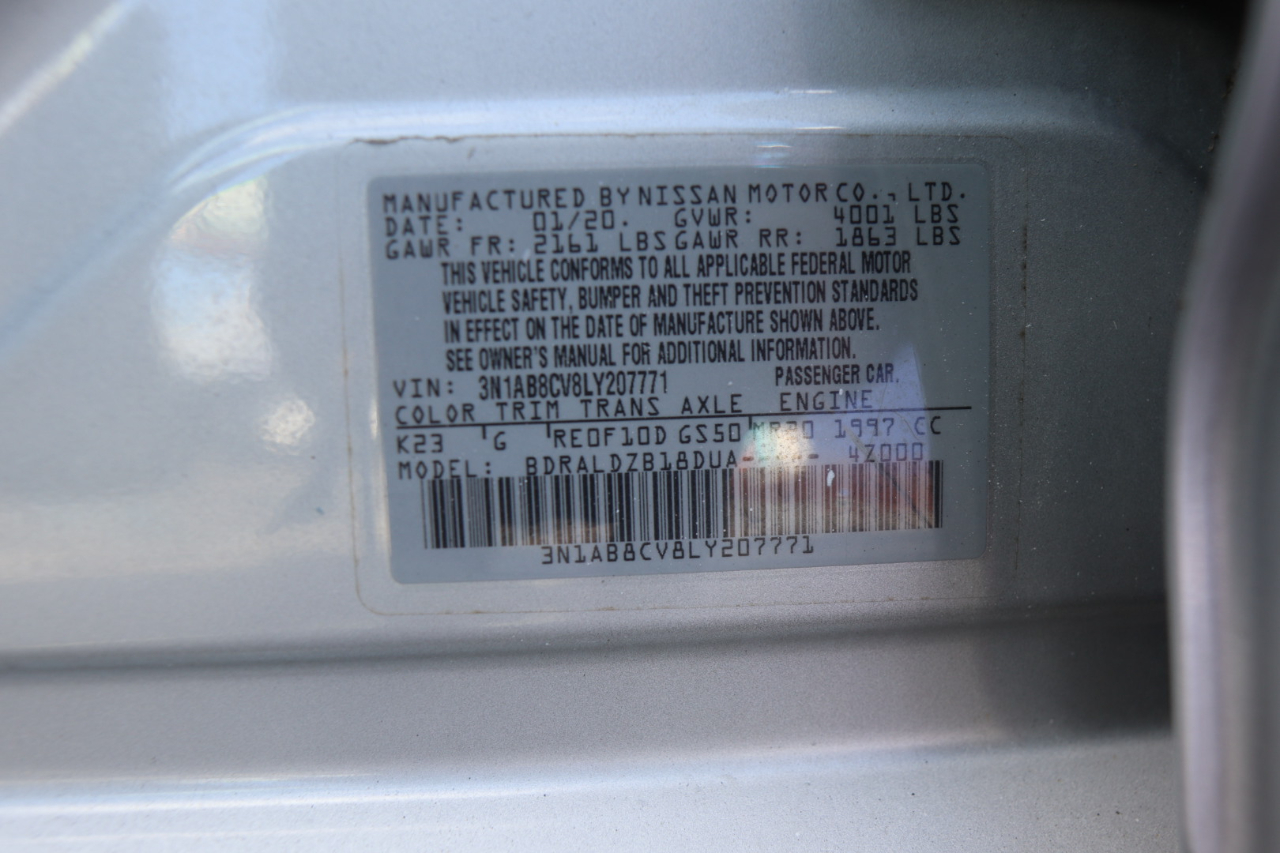 MANUFACTURED BY NISSAN MOTOR CO., LTD.
DATE: 01/20. GVWR: 4001 LBS
GAWR FR: 2161 LBS GAWR RR: 1863 LBS
THIS VEHICLE CONFORMS TO ALL APPLICABLE FEDERAL MOTOR
VEHICLE SAFETY, BUMPER AND THEFT PREVENTION STANDARDS
IN EFFECT ON THE DATE OF MANUFACTURE SHOWN ABOVE.
SEE OWNER'S MANUAL FOR ADDITIONAL INFORMATION.
VIN: 3N1AB8CV8LY207771 PASSENGER CAR.
COLOR TRIM TRANS AXLE ENGINE
K23 G RE0F10D GS50 MR20 1997 CC
MODEL: BDRALDZB18DUA---- 4Z000
3N1AB8CV8LY207771